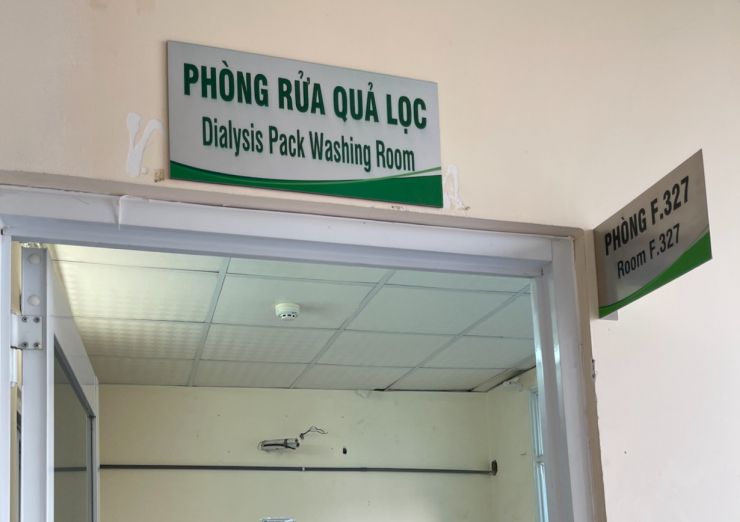 PHÒNG RỬA QUẢ LỌC
Dialysis Pack Washing Room
PHÒNG F.327
Room F.327